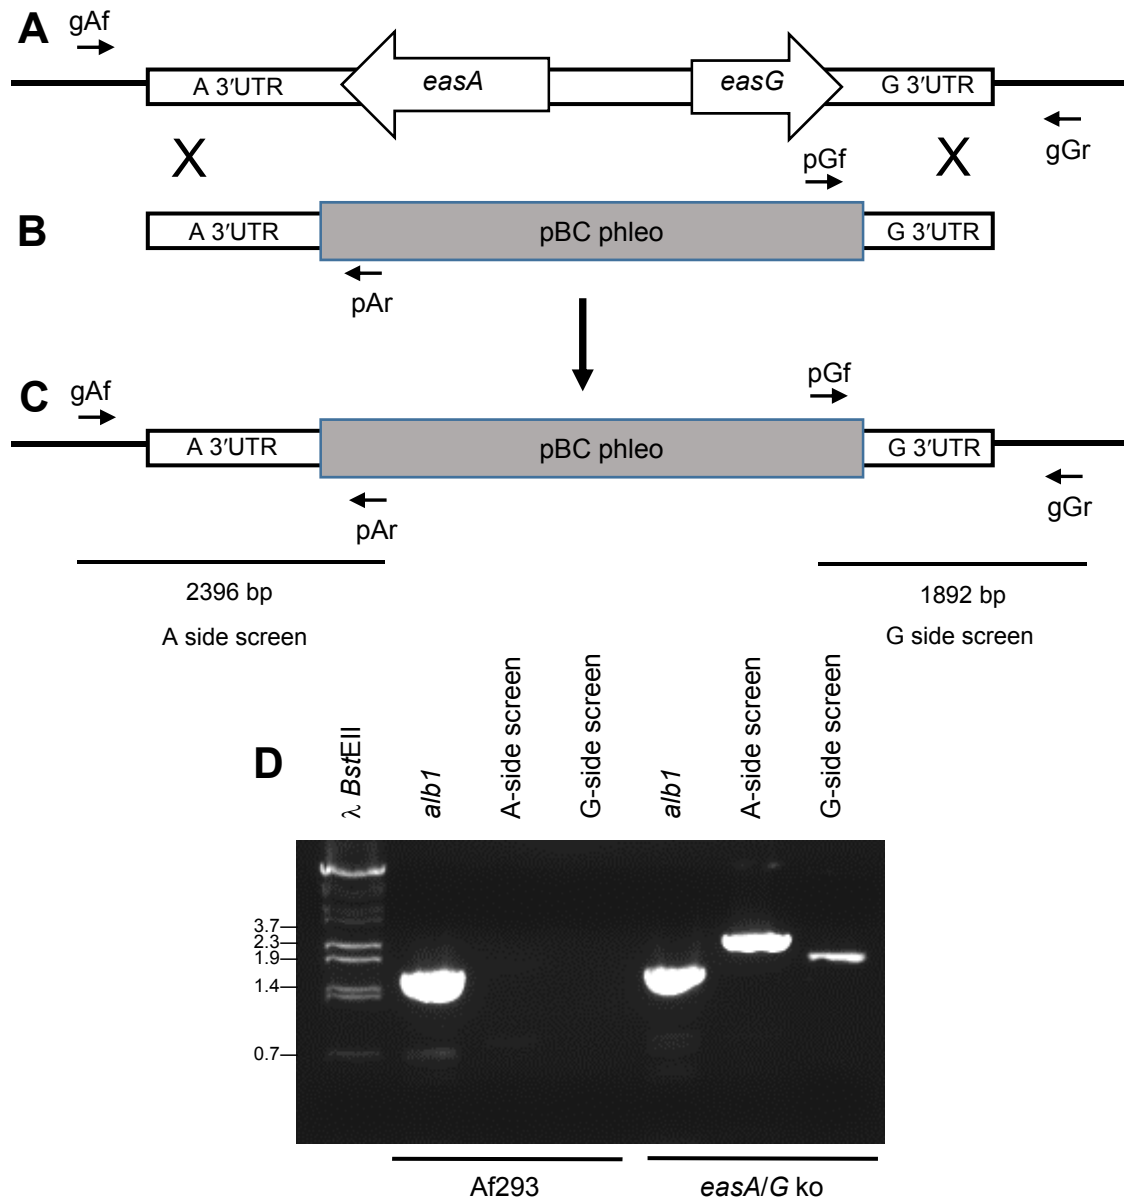 A
gAf
A 3′UTR
easA
easG
G 3′UTR
gGr
X
X
pGf
B
A 3′UTR
pBC phleo
G 3′UTR
pAr
C
gAf
pGf
A 3′UTR
pBC phleo
G 3′UTR
pAr
gGr
2396 bp
A side screen
1892 bp
G side screen
D
λ BstEII
alb1
A-side screen
G-side screen
alb1
A-side screen
G-side screen
3.7
2.3
1.9
1.4
0.7
Af293
easA/G ko